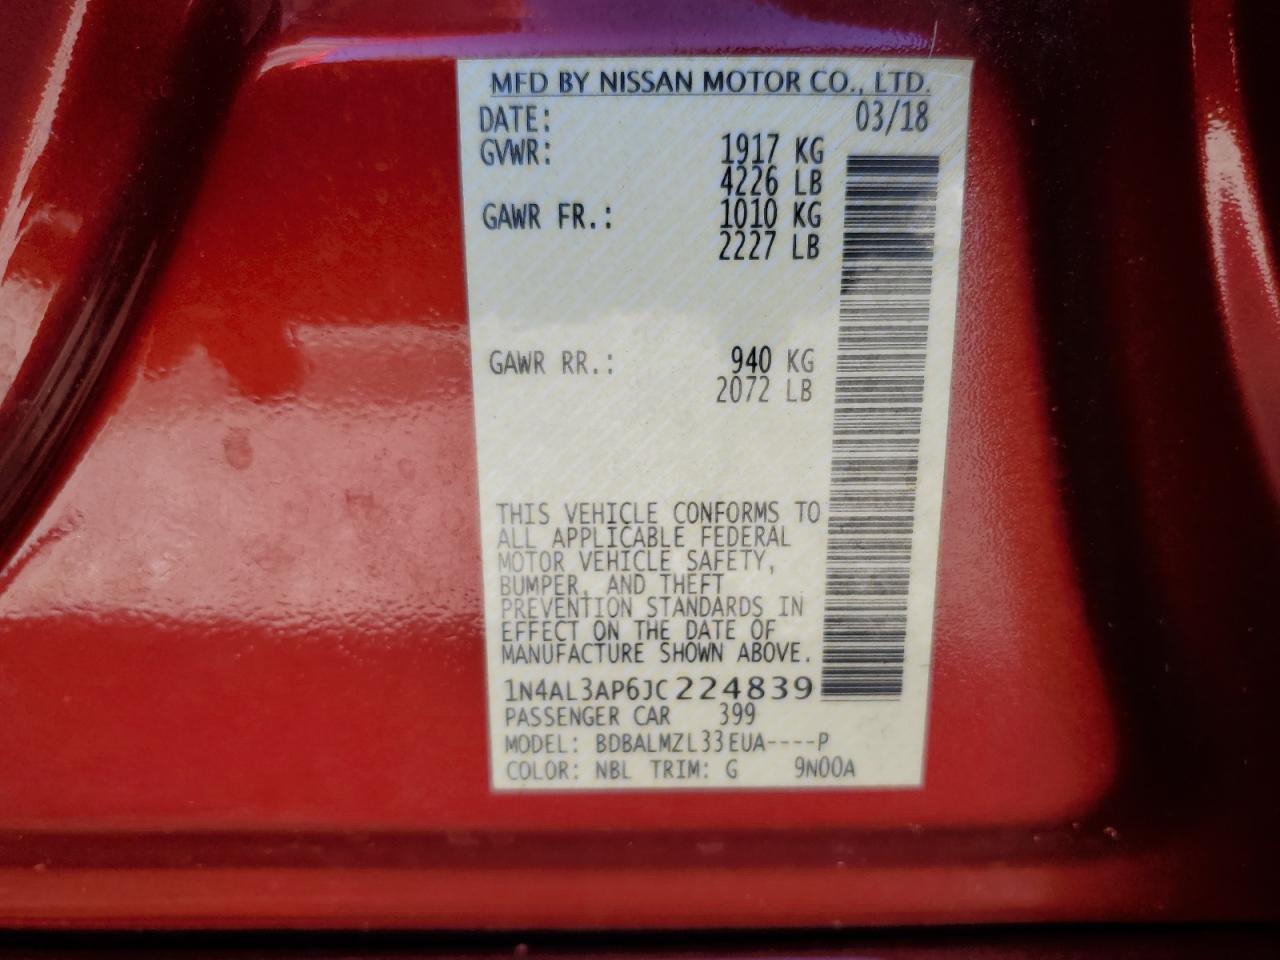 MFD BY NISSAN MOTOR CO., LTD.
DATE: 03/18
GVWR: 1917 KG
4226 LB
GAWR FR.: 1010 KG
2227 LB
GAWR RR.: 940 KG
2072 LB
THIS VEHICLE CONFORMS TO
ALL APPLICABLE FEDERAL
MOTOR VEHICLE SAFETY,
BUMPER, AND THEFT
PREVENTION STANDARDS IN
EFFECT ON THE DATE OF
MANUFACTURE SHOWN ABOVE.
1N4AL3AP6JC224839
PASSENGER CAR 399
MODEL: BDBALMZL33EUA----P
COLOR: NBL TRIM: G 9N00A